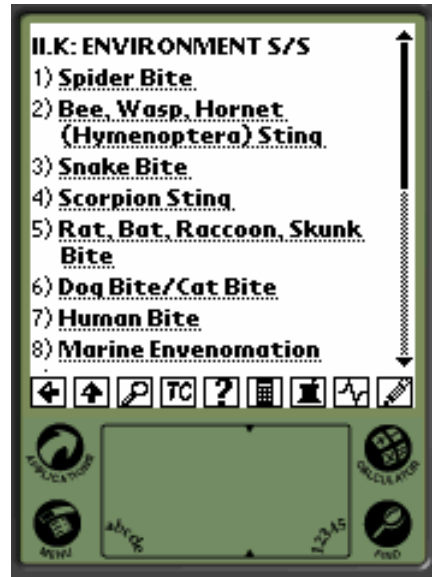 II.K: ENVIRONMENT S/S
1) Spider Bite
2) Bee, Wasp, Hornet
(Hymenoptera) Sting
3) Snake Bite
4) Scorpion Sting
5) Rat, Bat, Raccoon, Skunk
Bite
6) Dog Bite/Cat Bite
7) Human Bite
8) Marine Envenomation
TC ?
APPLICATIONS
CALCULATOR
MENU
abcde
12345
FIND